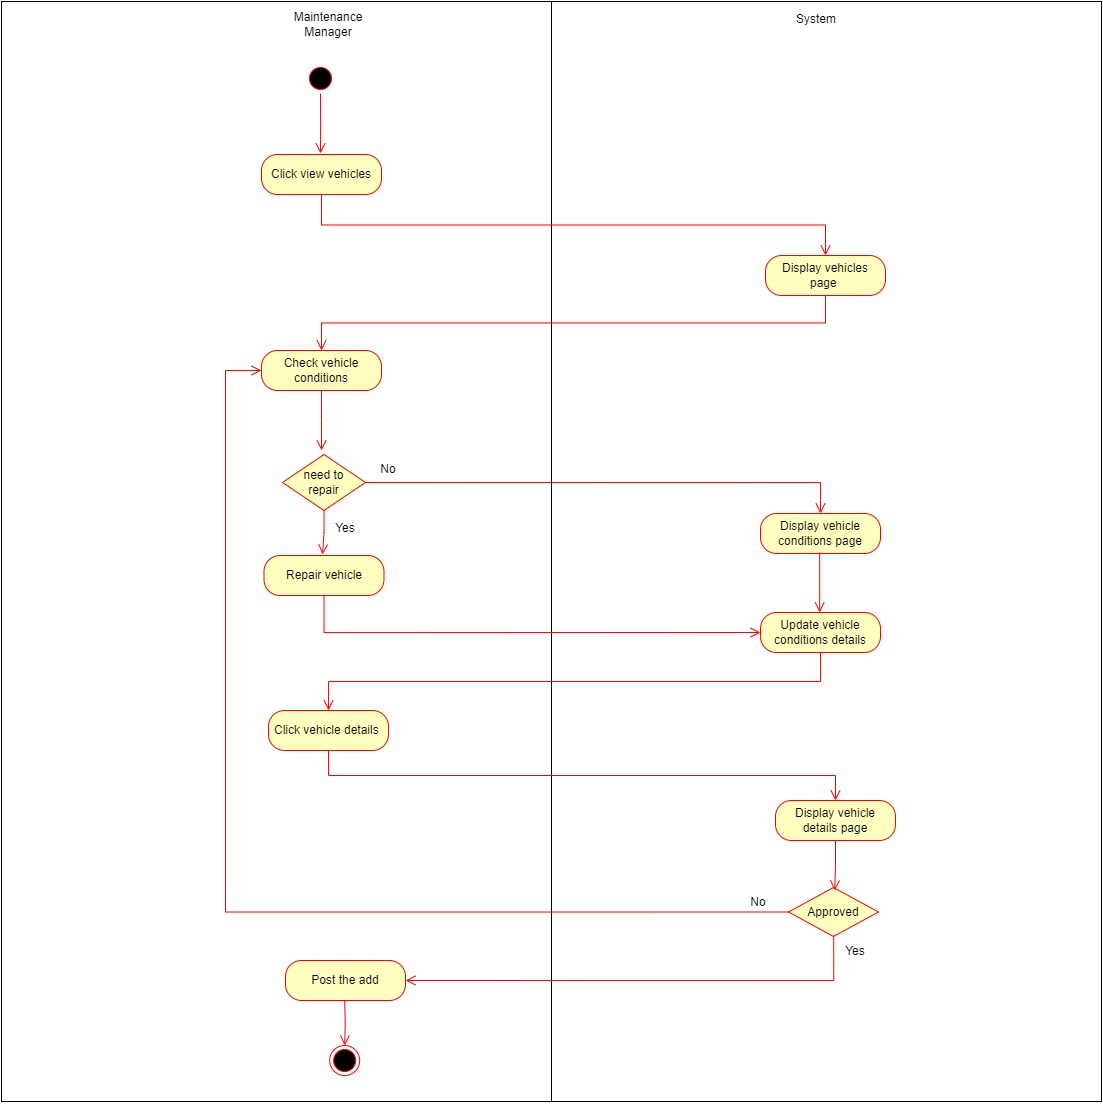 Maintenance
Manager
System
Click view vehicles
Display vehicles
page
Check vehicle
conditions
need to
repair
No
Yes
Display vehicle
conditions page
Repair vehicle
Update vehicle
conditions details
Click vehicle details
Display vehicle
details page
No
Approved
Yes
Post the add